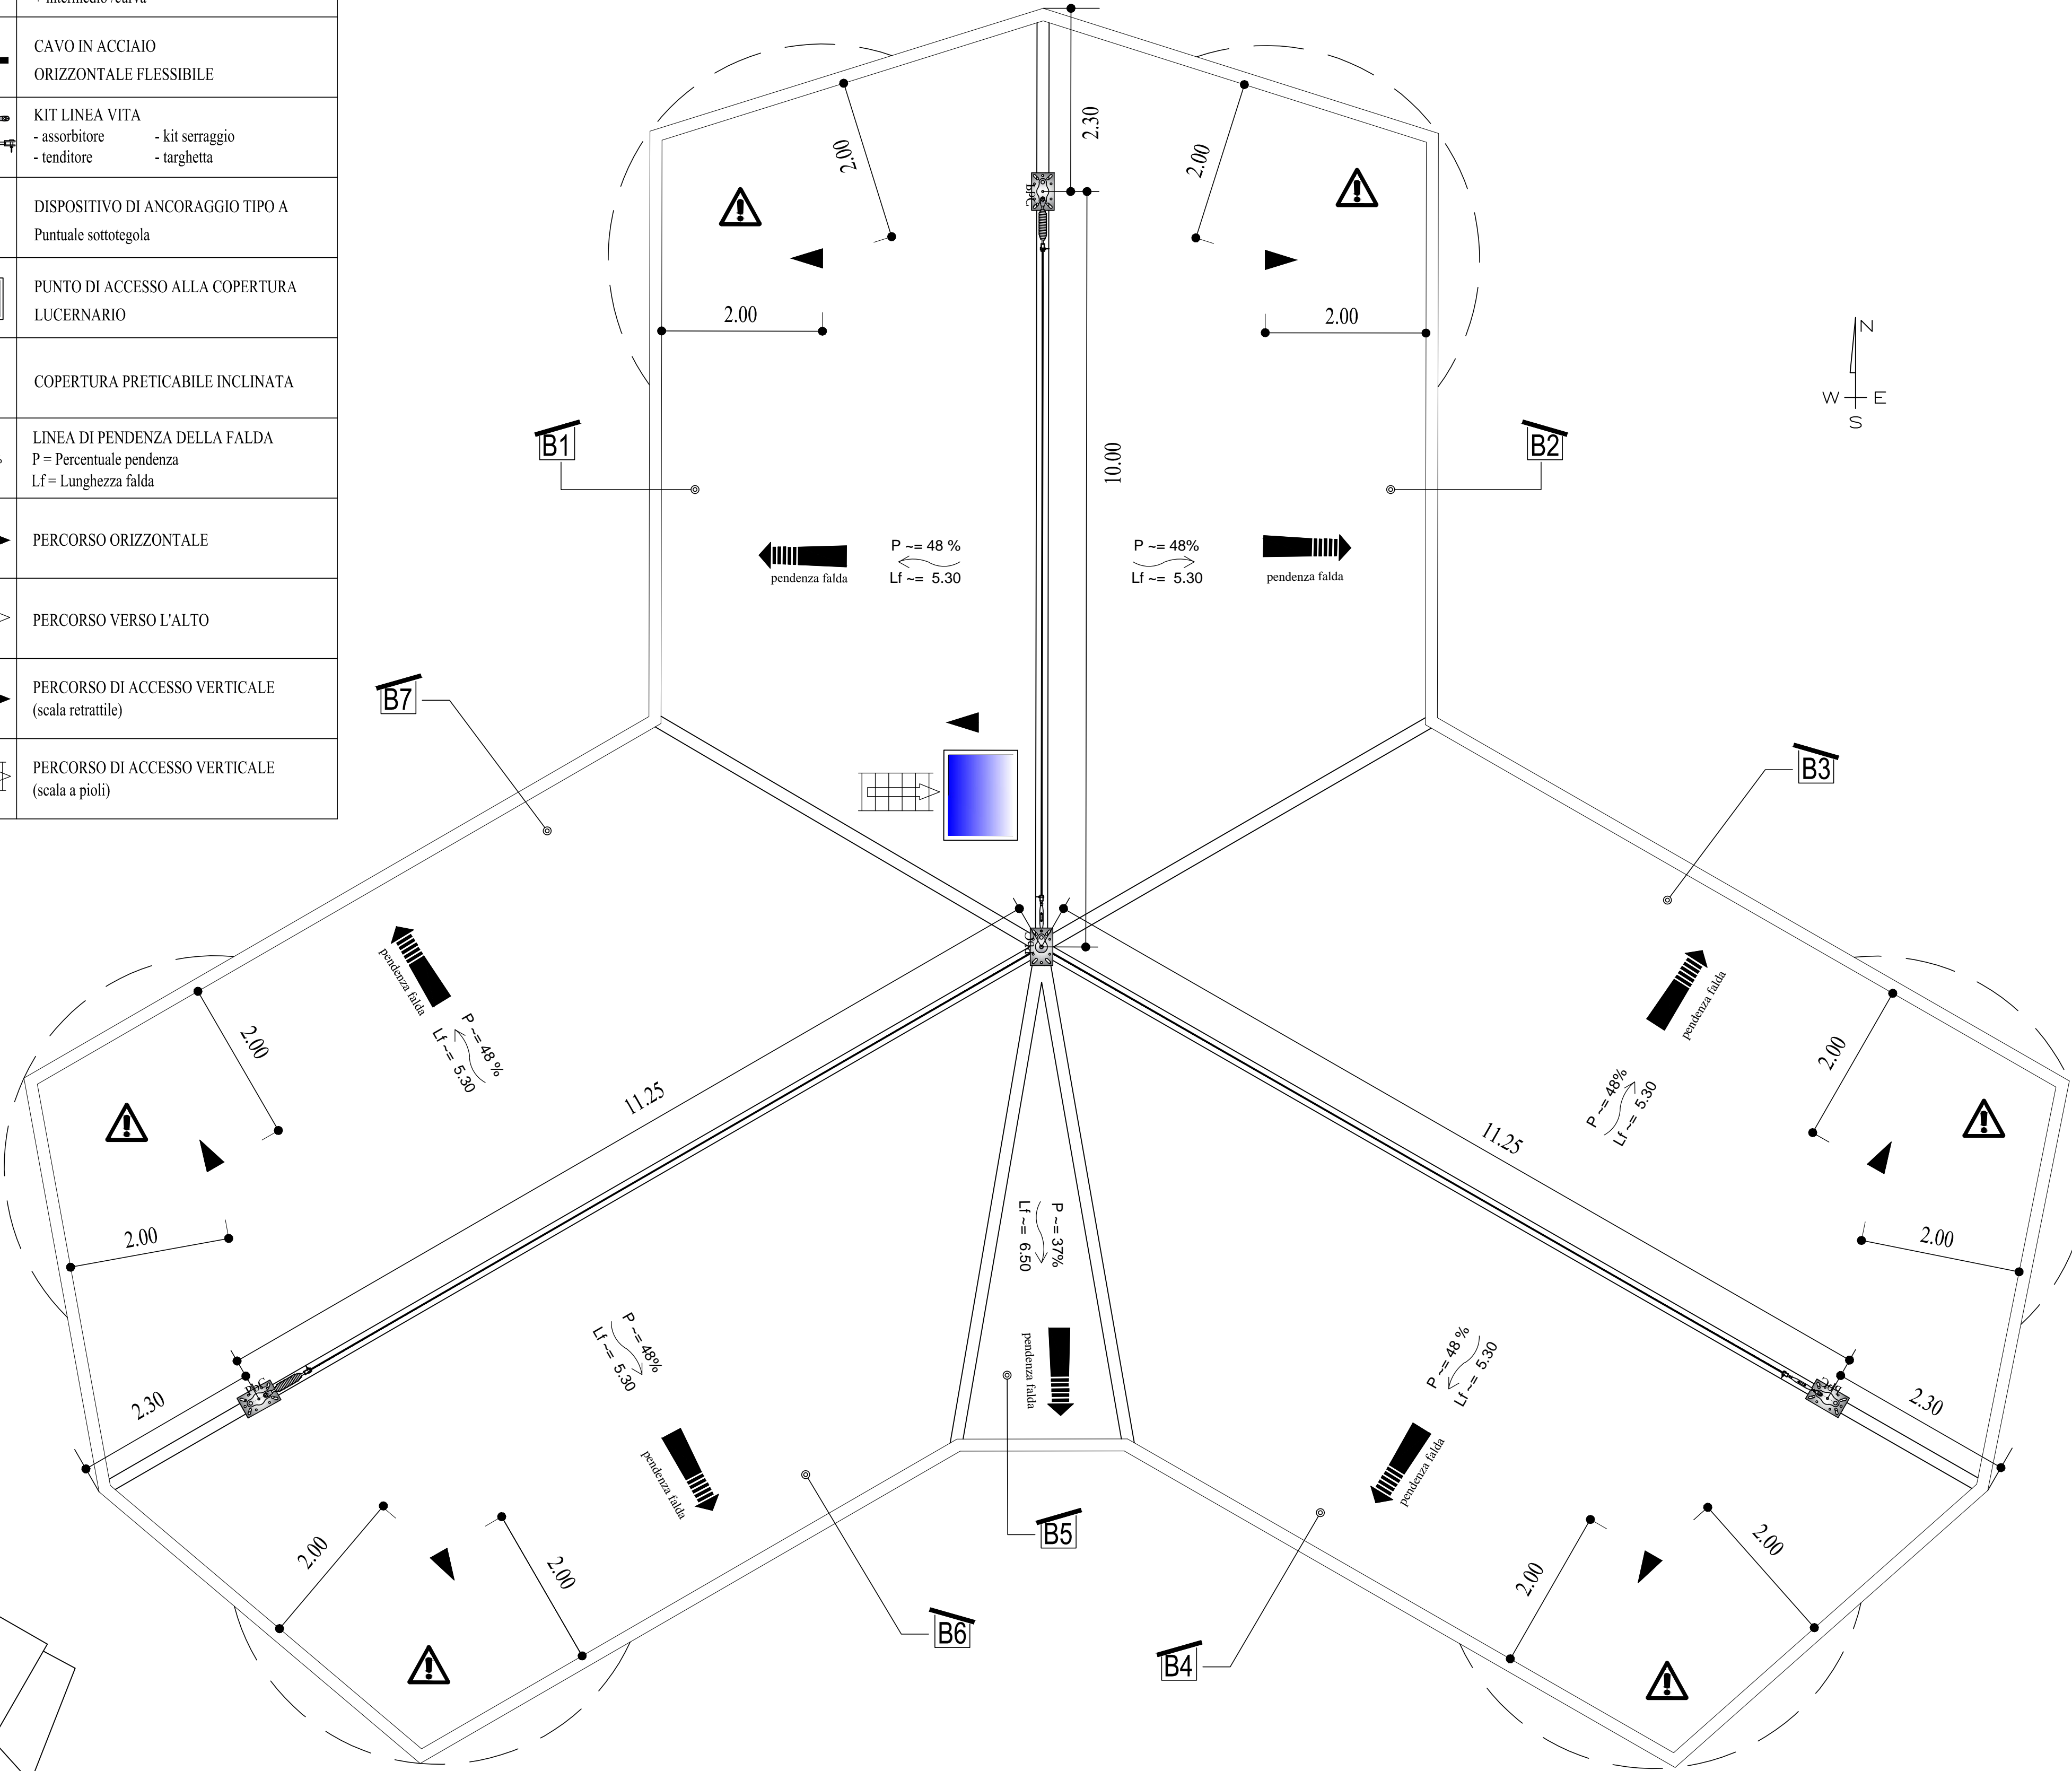 CAVO IN ACCIAIO
ORIZZONTALE FLESSIBILE
KIT LINEA VITA
- assorbitore - kit serraggio
- tenditore - targhetta
DISPOSITIVO DI ANCORAGGIO TIPO A
Puntuale sottotegola
PUNTO DI ACCESSO ALLA COPERTURA
LUCERNARIO
COPERTURA PRETICABILE INCLINATA
LINEA DI PENDENZA DELLA FALDA
P = Percentuale pendenza
Lf = Lunghezza falda
PERCORSO ORIZZONTALE
PERCORSO VERSO L'ALTO
PERCORSO DI ACCESSO VERTICALE
(scala retrattile)
PERCORSO DI ACCESSO VERTICALE
(scala a pioli)
2.30
2.00
2.00
2.00
2.00
10.00
N
W E
S
B1
B2
P ~= 48 %
Lf ~= 5.30
pendenza falda
P ~= 48%
Lf ~= 5.30
pendenza falda
B7
B3
pendenza falda
P ~= 48 %
Lf ~= 5.30
2.00
2.00
11.25
2.30
pendenza falda
P ~= 48%
Lf ~= 5.30
2.00
2.00
11.25
2.30
P ~= 37%
Lf ~= 6.50
pendenza falda
P ~= 48%
Lf ~= 5.30
pendenza falda
P ~= 48 %
Lf ~= 5.30
pendenza falda
2.00
2.00
2.00
2.00
B5
B6
B4